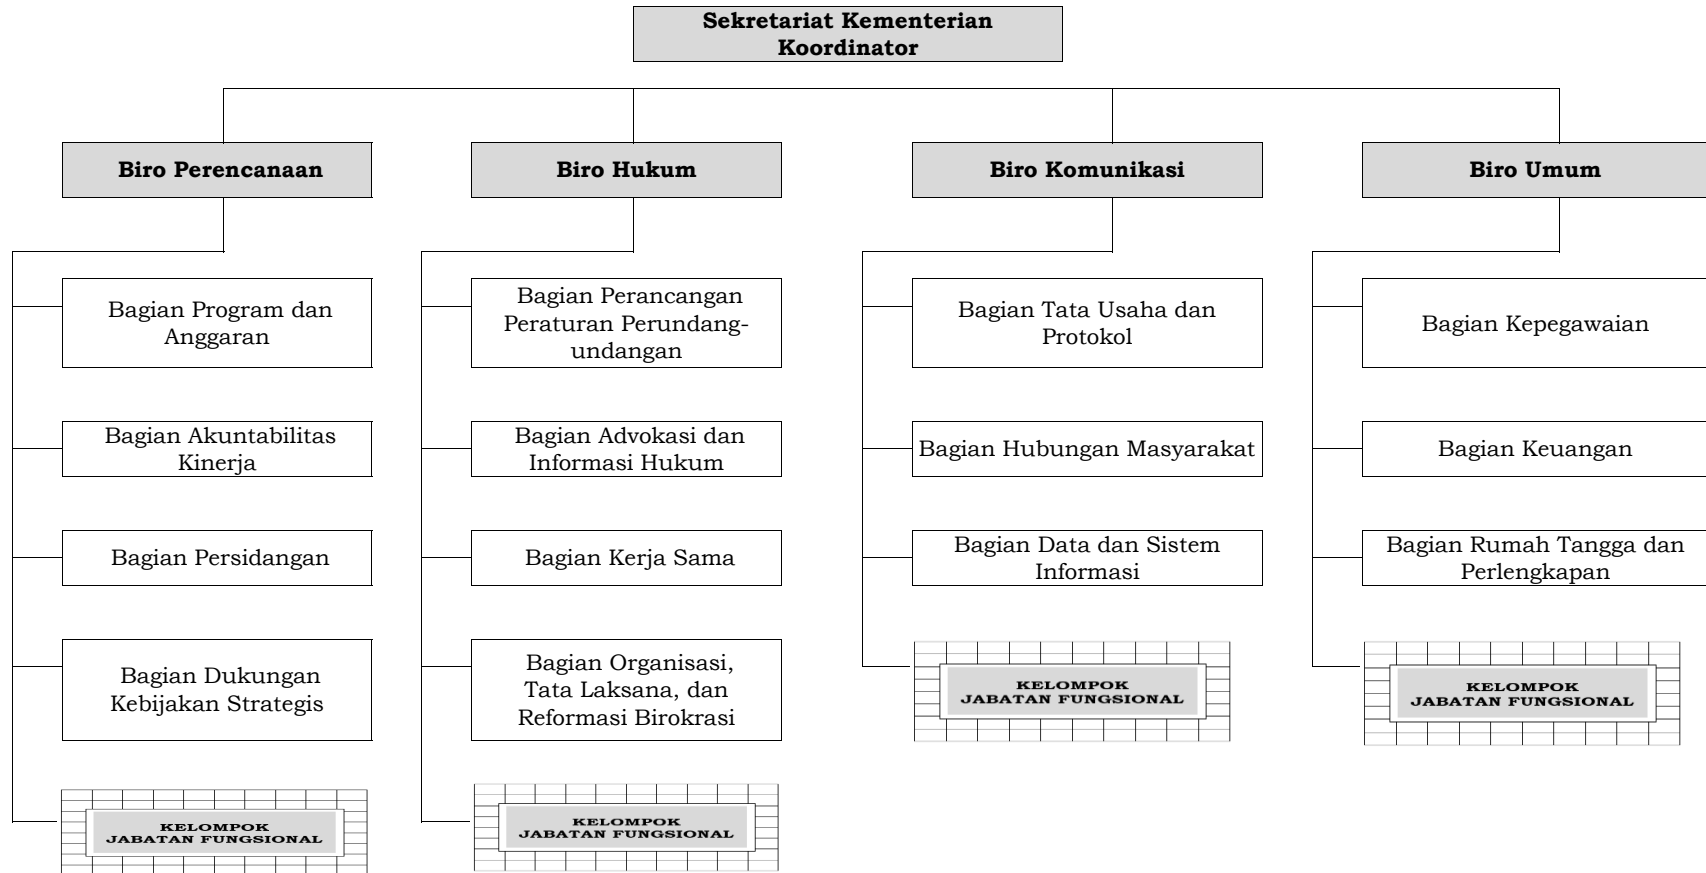 Sekretariat Kementerian
Koordinator
Biro Perencanaan
Biro Hukum
Biro Komunikasi
Biro Umum
Bagian Program dan
Anggaran
Bagian Perancangan
Peraturan Perundang-
undangan
Bagian Tata Usaha dan
Protokol
Bagian Kepegawaian
Bagian Akuntabilitas
Kinerja
Bagian Advokasi dan
Informasi Hukum
Bagian Hubungan Masyarakat
Bagian Keuangan
Bagian Persidangan
Bagian Kerja Sama
Bagian Data dan Sistem
Informasi
Bagian Rumah Tangga dan
Perlengkapan
Bagian Dukungan
Kebijakan Strategis
Bagian Organisasi,
Tata Laksana, dan
Reformasi Birokrasi
KELOMPOK
JABATAN FUNGSIONAL
KELOMPOK
JABATAN FUNGSIONAL
KELOMPOK
JABATAN FUNGSIONAL
KELOMPOK
JABATAN FUNGSIONAL